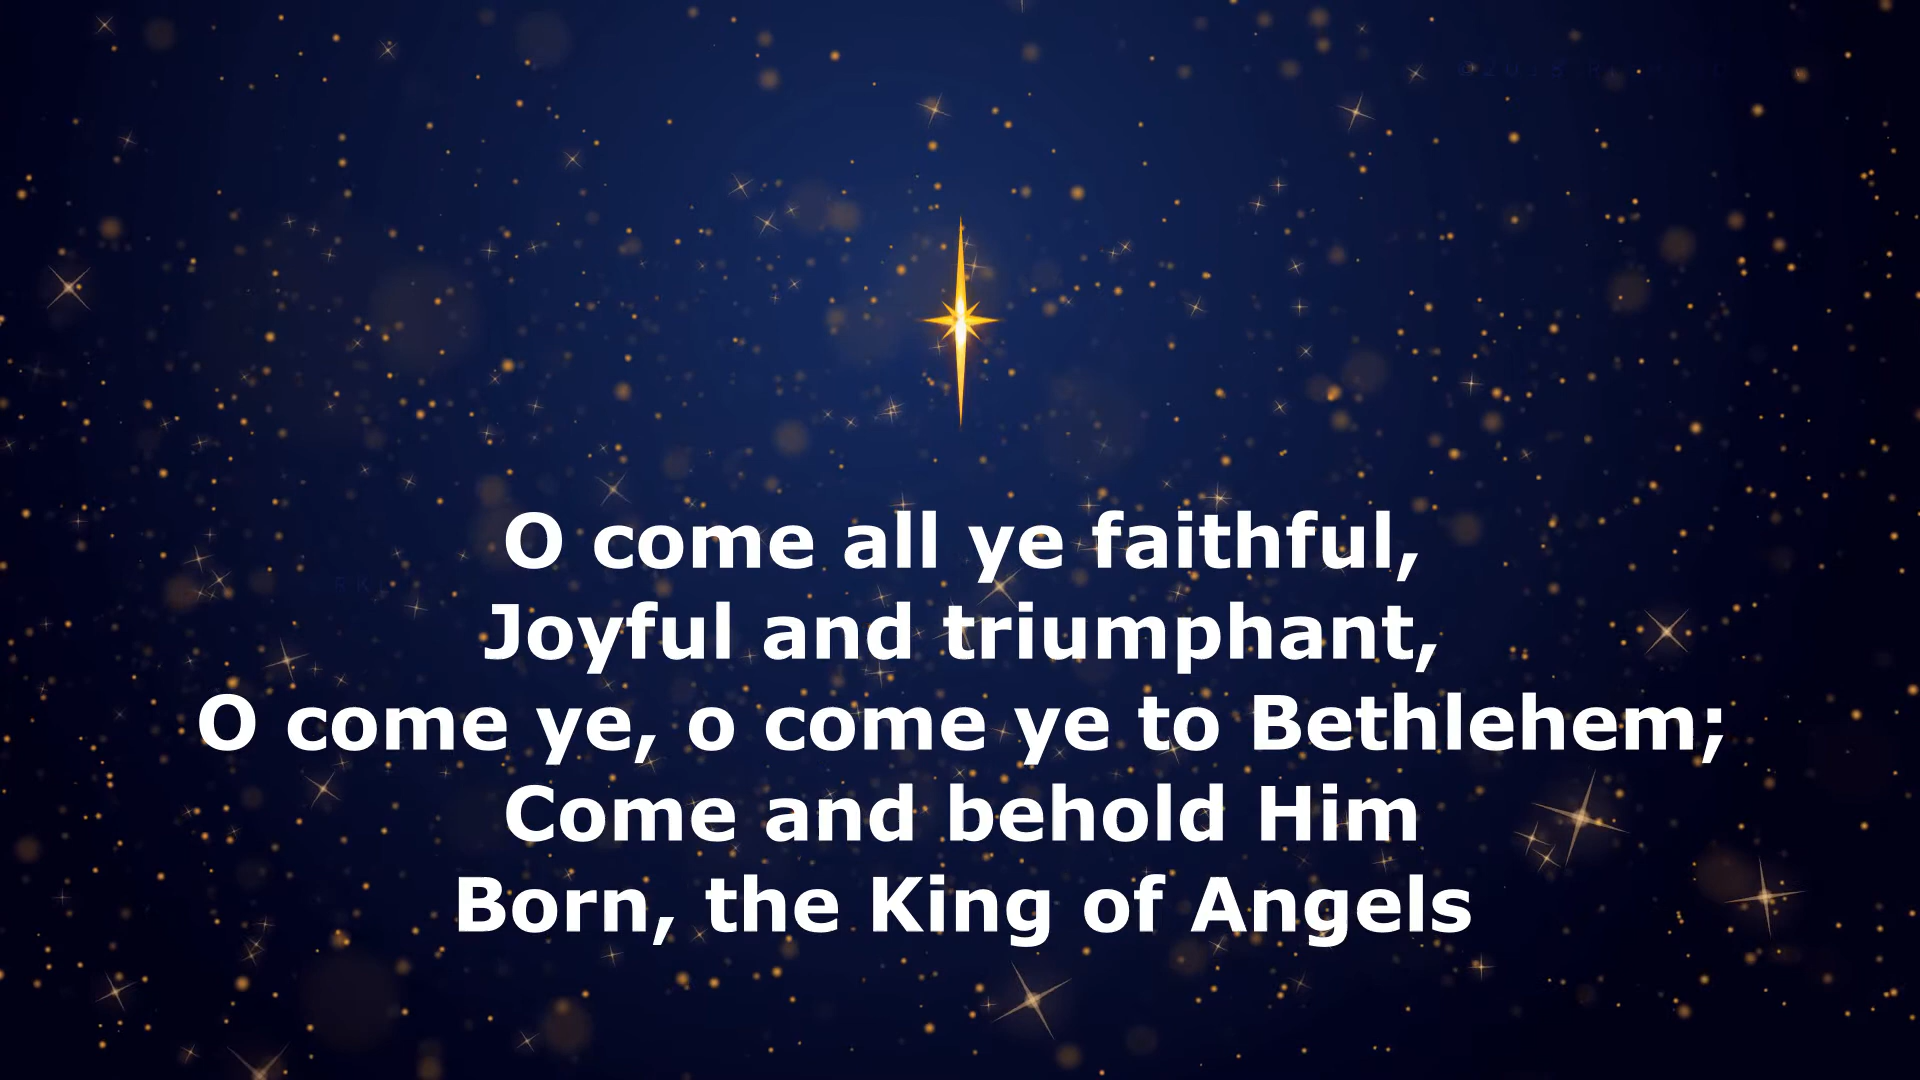 O come all ye faithful,
Joyful and triumphant,
O come ye, o come ye to Bethlehem;
Come and behold Him
Born, the King of Angels